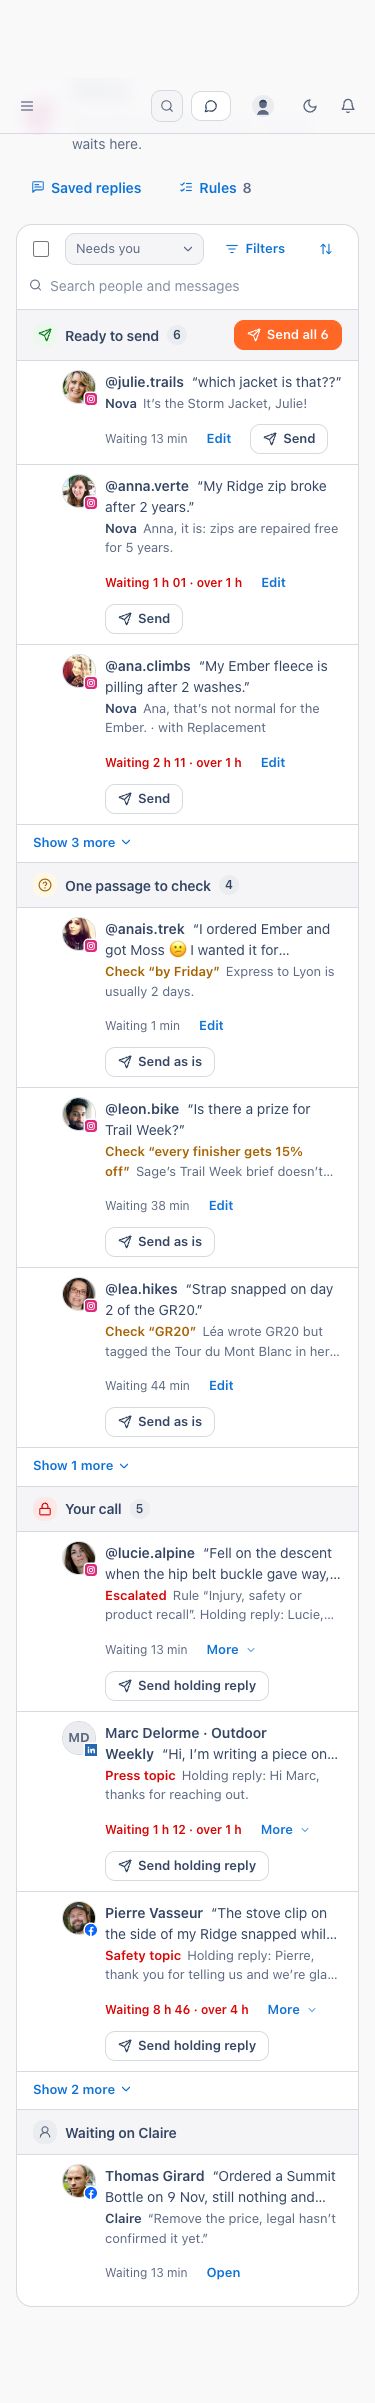 waits here.
Saved replies
Rules 8
Needs you
Filters
Search people and messages
Ready to send 6
Send all 6
@julie.trails “which jacket is that??”
Nova It’s the Storm Jacket, Julie!
Waiting 13 min Edit Send
@anna.verte “My Ridge zip broke
after 2 years.”
Nova Anna, it is: zips are repaired free
for 5 years.
Waiting 1 h 01 · over 1 h Edit
Send
@ana.climbs “My Ember fleece is
pilling after 2 washes.”
Nova Ana, that’s not normal for the
Ember. · with Replacement
Waiting 2 h 11 · over 1 h Edit
Send
Show 3 more
One passage to check 4
@anais.trek “I ordered Ember and
got Moss 😕 I wanted it for…
Check “by Friday” Express to Lyon is
usually 2 days.
Waiting 1 min Edit
Send as is
@leon.bike “Is there a prize for
Trail Week?”
Check “every finisher gets 15%
off” Sage’s Trail Week brief doesn’t…
Waiting 38 min Edit
Send as is
@lea.hikes “Strap snapped on day
2 of the GR20.”
Check “GR20” Léa wrote GR20 but
tagged the Tour du Mont Blanc in her…
Waiting 44 min Edit
Send as is
Show 1 more
Your call 5
@lucie.alpine “Fell on the descent
when the hip belt buckle gave way,…
Escalated Rule “Injury, safety or
product recall”. Holding reply: Lucie,…
Waiting 13 min More
Send holding reply
MD
Marc Delorme · Outdoor
Weekly “Hi, I’m writing a piece on…
Press topic Holding reply: Hi Marc,
thanks for reaching out.
Waiting 1 h 12 · over 1 h More
Send holding reply
Pierre Vasseur “The stove clip on
the side of my Ridge snapped whil…
Safety topic Holding reply: Pierre,
thank you for telling us and we’re gla…
Waiting 8 h 46 · over 4 h More
Send holding reply
Show 2 more
Waiting on Claire
Thomas Girard “Ordered a Summit
Bottle on 9 Nov, still nothing and…
Claire “Remove the price, legal hasn’t
confirmed it yet.”
Waiting 13 min Open